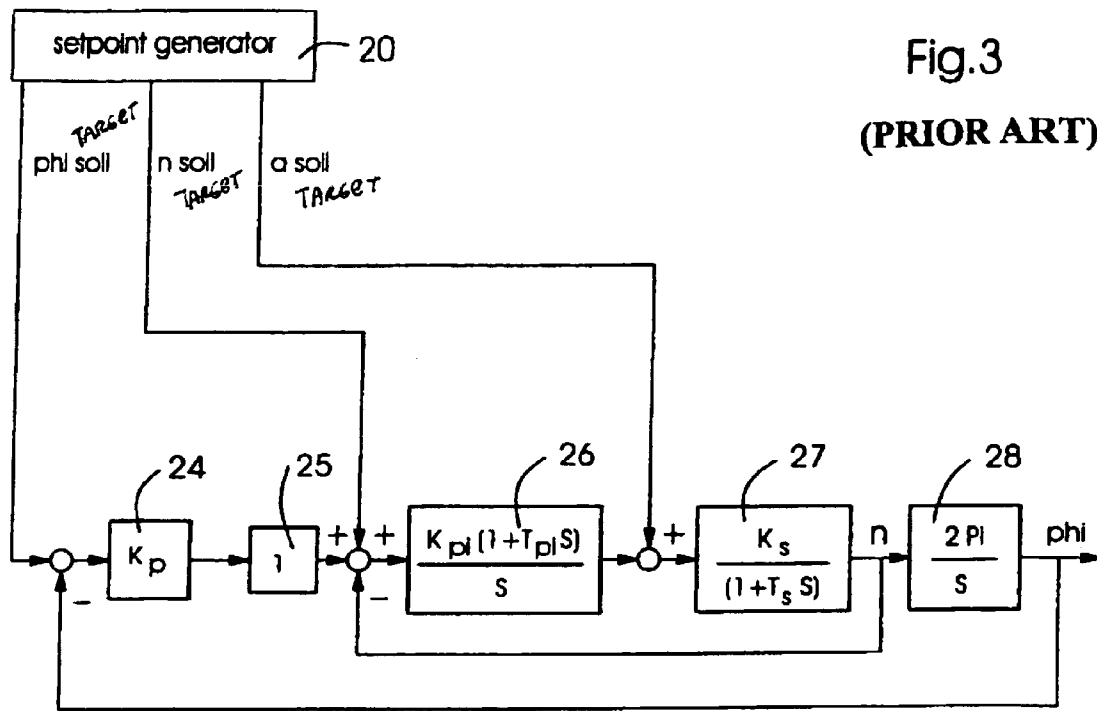 setpoint generator
20
Fig.3
(PRIOR ART)
TARGET
phi soll
n soll
a soll
TARGET
TARGET
24
25
26
27
28
K_p
1
+
+
+
K_pi (1+T_pi S)
S
+
K_s
(1+T_s S)
n
2 Pi
S
phi
−
−